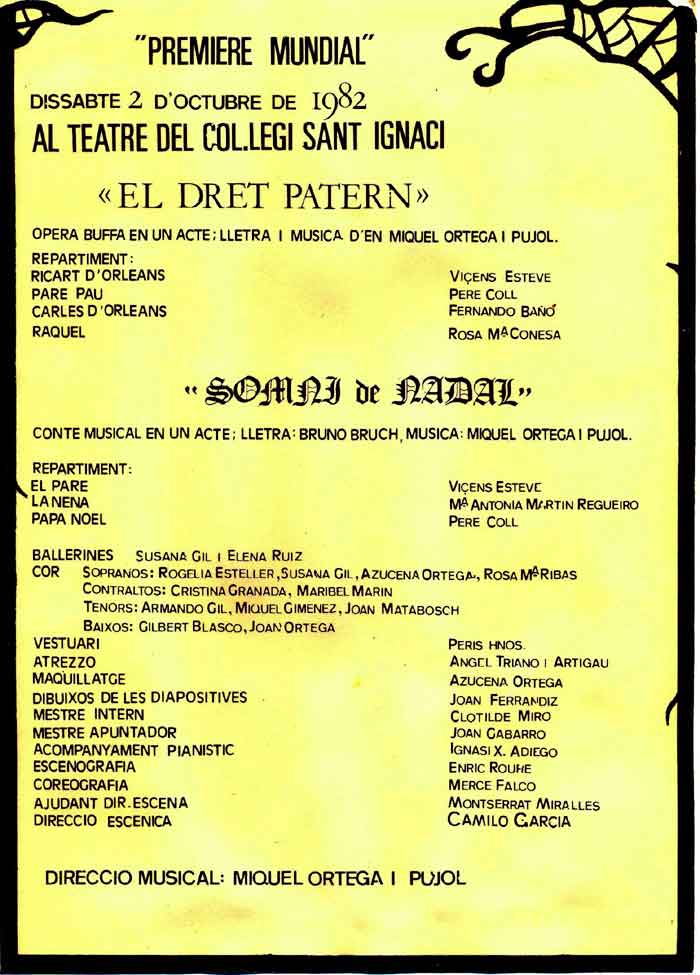 "PREMIERE MUNDIAL"
DISSABTE 2 D'OCTUBRE DE 1982
AL TEATRE DEL COL.LEGI SANT IGNACI
«EL DRET PATERN»
OPERA BUFFA EN UN ACTE; LLETRA I MUSICA D'EN MIQUEL ORTEGA I PUJOL.
REPARTIMENT:
RICART D'ORLEANS VIÇENS ESTEVE
PARE PAU PERE COLL
CARLES D'ORLEANS FERNANDO BAÑÓ
RAQUEL ROSA Mª CONESA
"SOMNI de NADAL"
CONTE MUSICAL EN UN ACTE; LLETRA: BRUNO BRUCH, MUSICA: MIQUEL ORTEGA I PUJOL.
REPARTIMENT:
EL PARE VIÇENS ESTEVE
LA NENA Mª ANTONIA MARTIN REGUEIRO
PAPA NOEL PERE COLL
BALLERINES SUSANA GIL I ELENA RUIZ
COR SOPRANOS: ROGELIA ESTELLER, SUSANA GIL, AZUCENA ORTEGA, ROSA Mª RIBAS
CONTRALTOS: CRISTINA GRANADA, MARIBEL MARIN
TENORS: ARMANDO GIL, MIQUEL GIMENEZ, JOAN MATABOSCH
BAIXOS: GILBERT BLASCO, JOAN ORTEGA
VESTUARI PERIS HNOS.
ATREZZO ANGEL TRIANO I ARTIGAU
MAQUILLATGE AZUCENA ORTEGA
DIBUIXOS DE LES DIAPOSITIVES JOAN FERRANDIZ
MESTRE INTERN CLOTILDE MIRO
MESTRE APUNTADOR JOAN GABARRO
ACOMPANYAMENT PIANISTIC IGNASI X. ADIEGO
ESCENOGRAFIA ENRIC ROUHE
COREOGRAFIA MERCE FALCO
AJUDANT DIR. ESCENA MONTSERRAT MIRALLES
DIRECCIO ESCENICA CAMILO GARCIA
DIRECCIO MUSICAL: MIQUEL ORTEGA I PUJOL